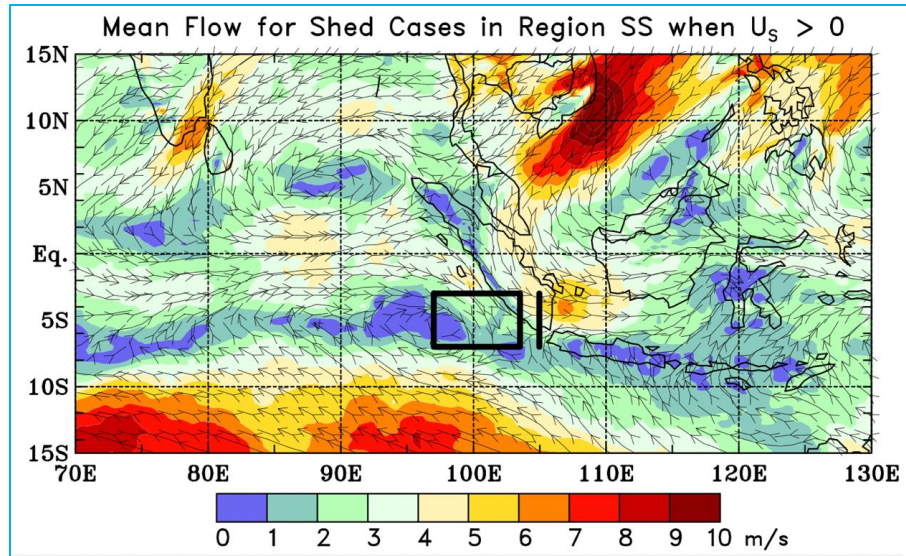 Mean Flow for Shed Cases in Region SS when U_S > 0
15N
10N
5N
Eq.
5S
10S
15S
70E 80E 90E 100E 110E 120E 130E
0 1 2 3 4 5 6 7 8 9 10 m/s